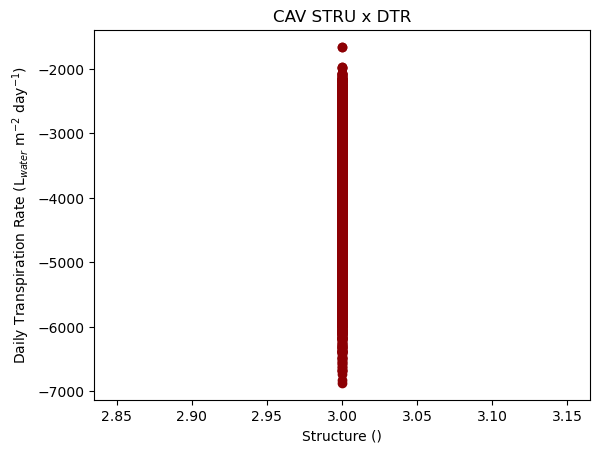 CAV STRU x DTR
Daily Transpiration Rate (L$_{water}$ m$^{-2}$ day$^{-1}$)
−2000
−3000
−4000
−5000
−6000
−7000
2.85 2.90 2.95 3.00 3.05 3.10 3.15
Structure ()